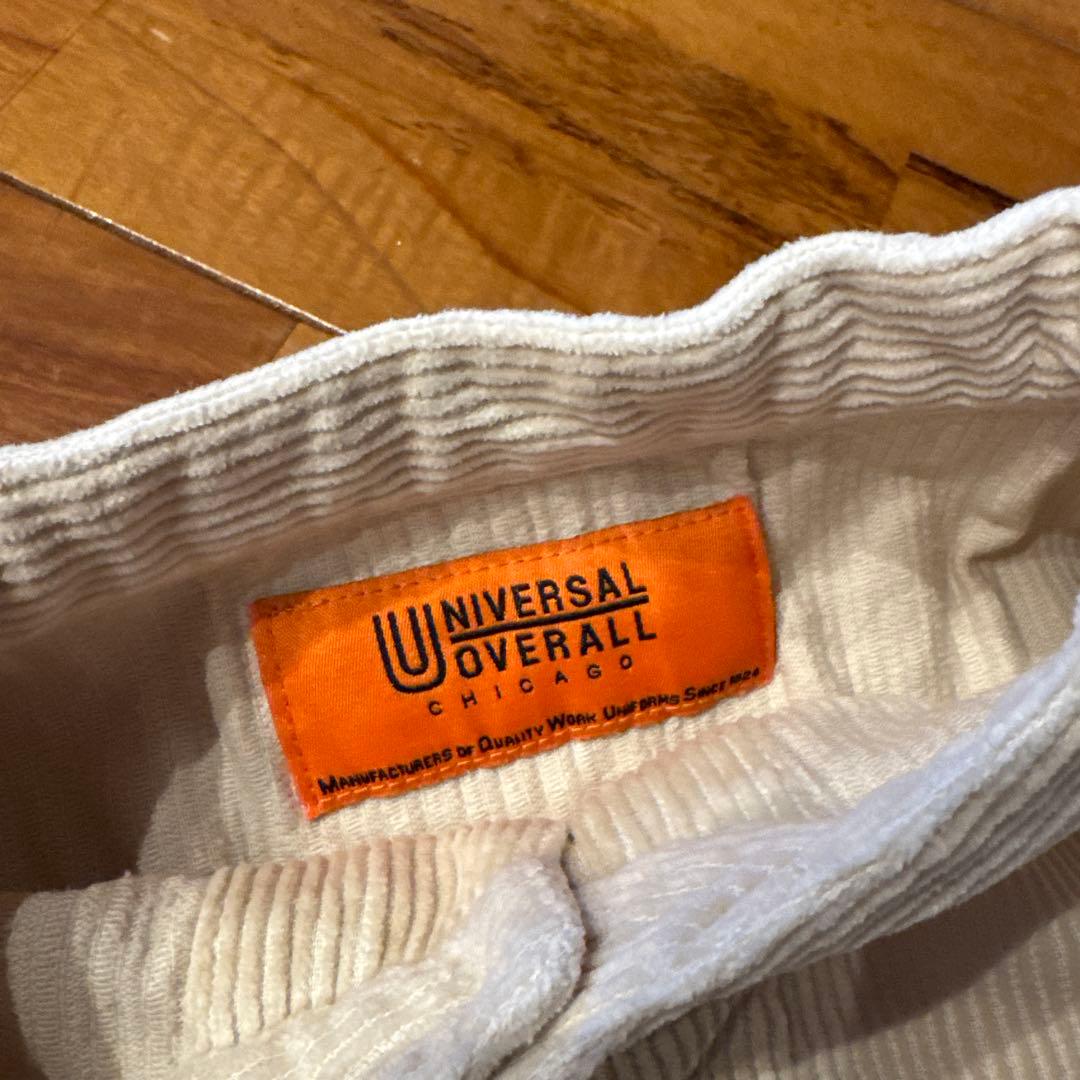 UNIVERSAL
OVERALL
CHICAGO
MANUFACTURERS OF QUALITY WORK UNIFORMS SINCE 1924